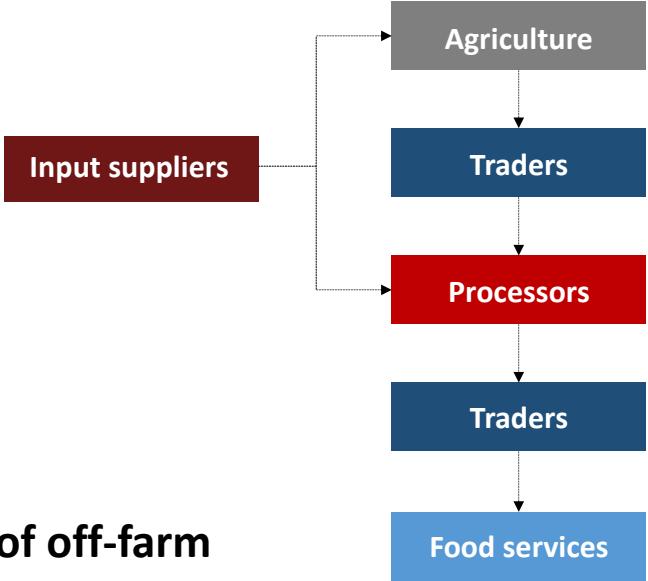 Agriculture
Input suppliers
Traders
Processors
Traders
of off-farm
Food services